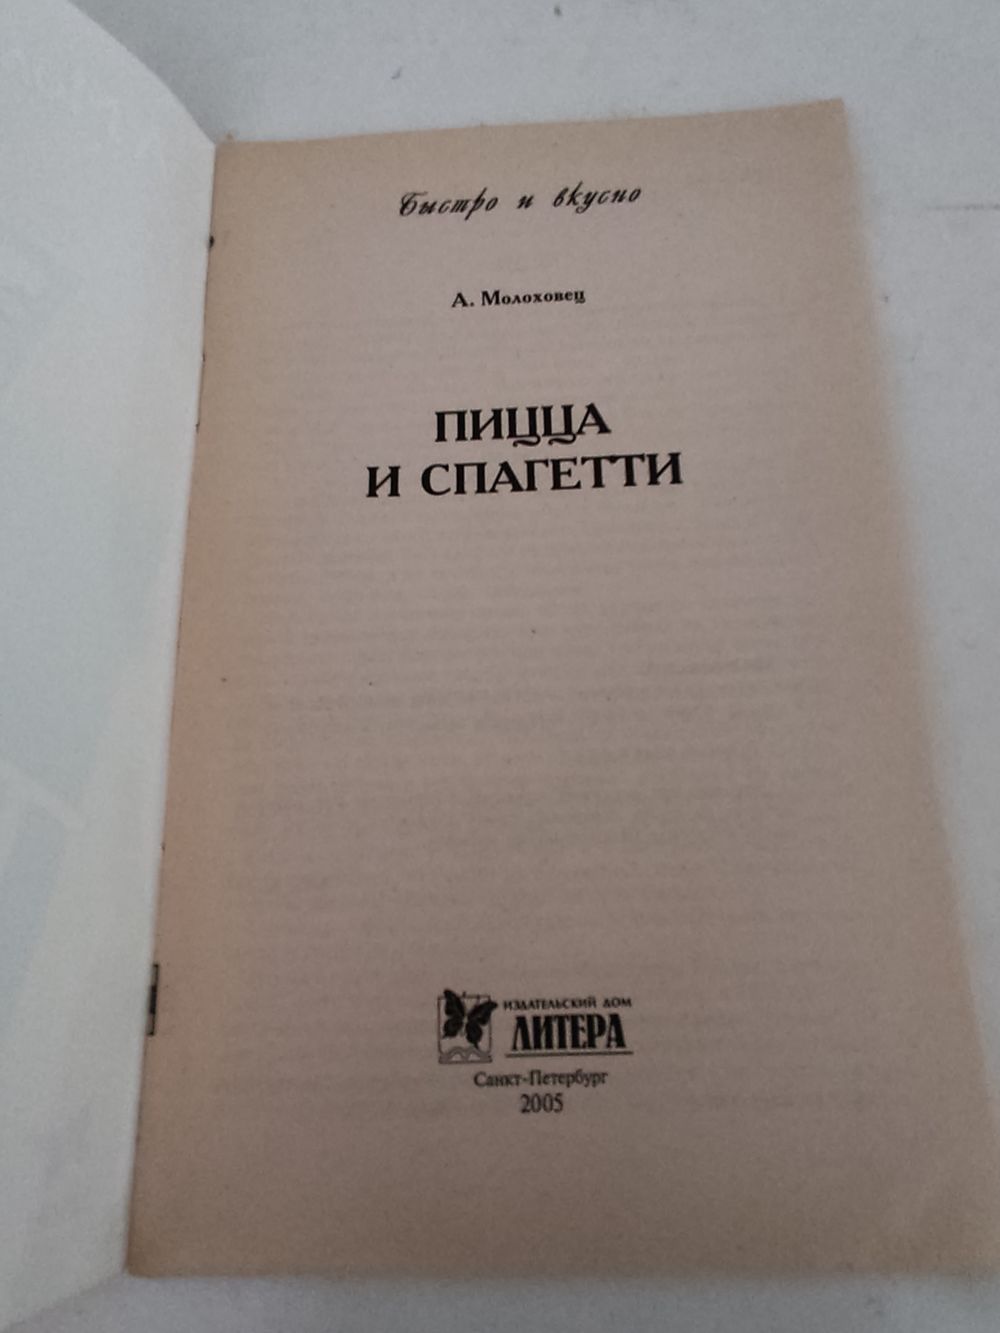 Быстро и вкусно
А. Молоховец
ПИЦЦА
И СПАГЕТТИ
ИЗДАТЕЛЬСКИЙ ДОМ
ЛИТЕРА
Санкт-Петербург
2005